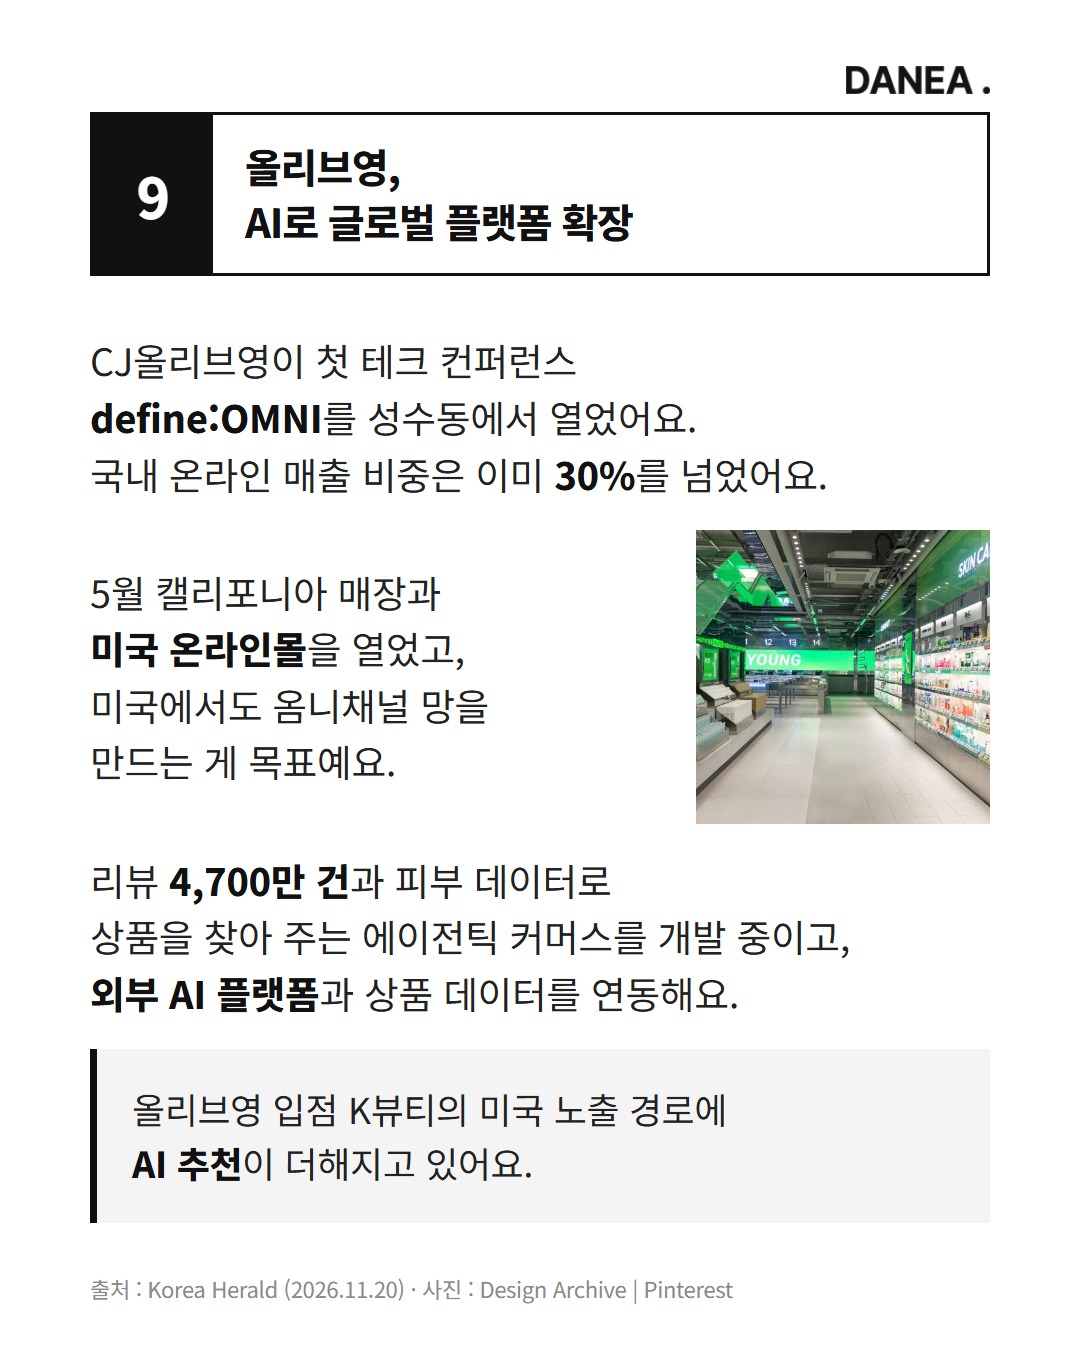 DANEA .
9
올리브영,
AI로 글로벌 플랫폼 확장
CJ올리브영이 첫 테크 컨퍼런스
define:OMNI를 성수동에서 열었어요.
국내 온라인 매출 비중은 이미 30%를 넘었어요.
5월 캘리포니아 매장과
미국 온라인몰을 열었고,
미국에서도 옴니채널 망을
만드는 게 목표예요.
SKIN CA
12 13 14
YOUNG
리뷰 4,700만 건과 피부 데이터로
상품을 찾아 주는 에이전틱 커머스를 개발 중이고,
외부 AI 플랫폼과 상품 데이터를 연동해요.
올리브영 입점 K뷰티의 미국 노출 경로에
AI 추천이 더해지고 있어요.
출처 : Korea Herald (2026.11.20) · 사진 : Design Archive | Pinterest